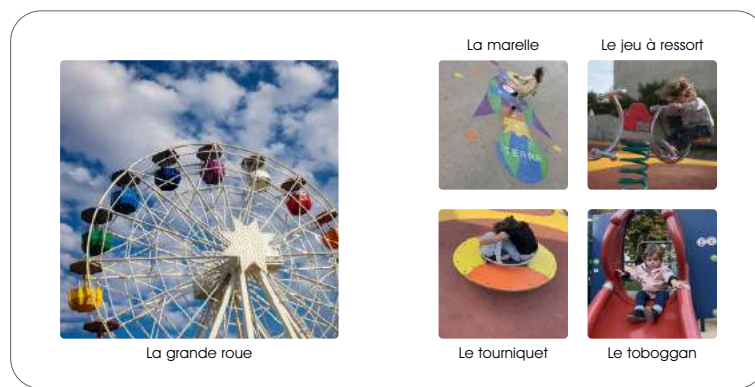 La marelle
Le jeu à ressort
TERRE
La grande roue
Le tourniquet
Le toboggan